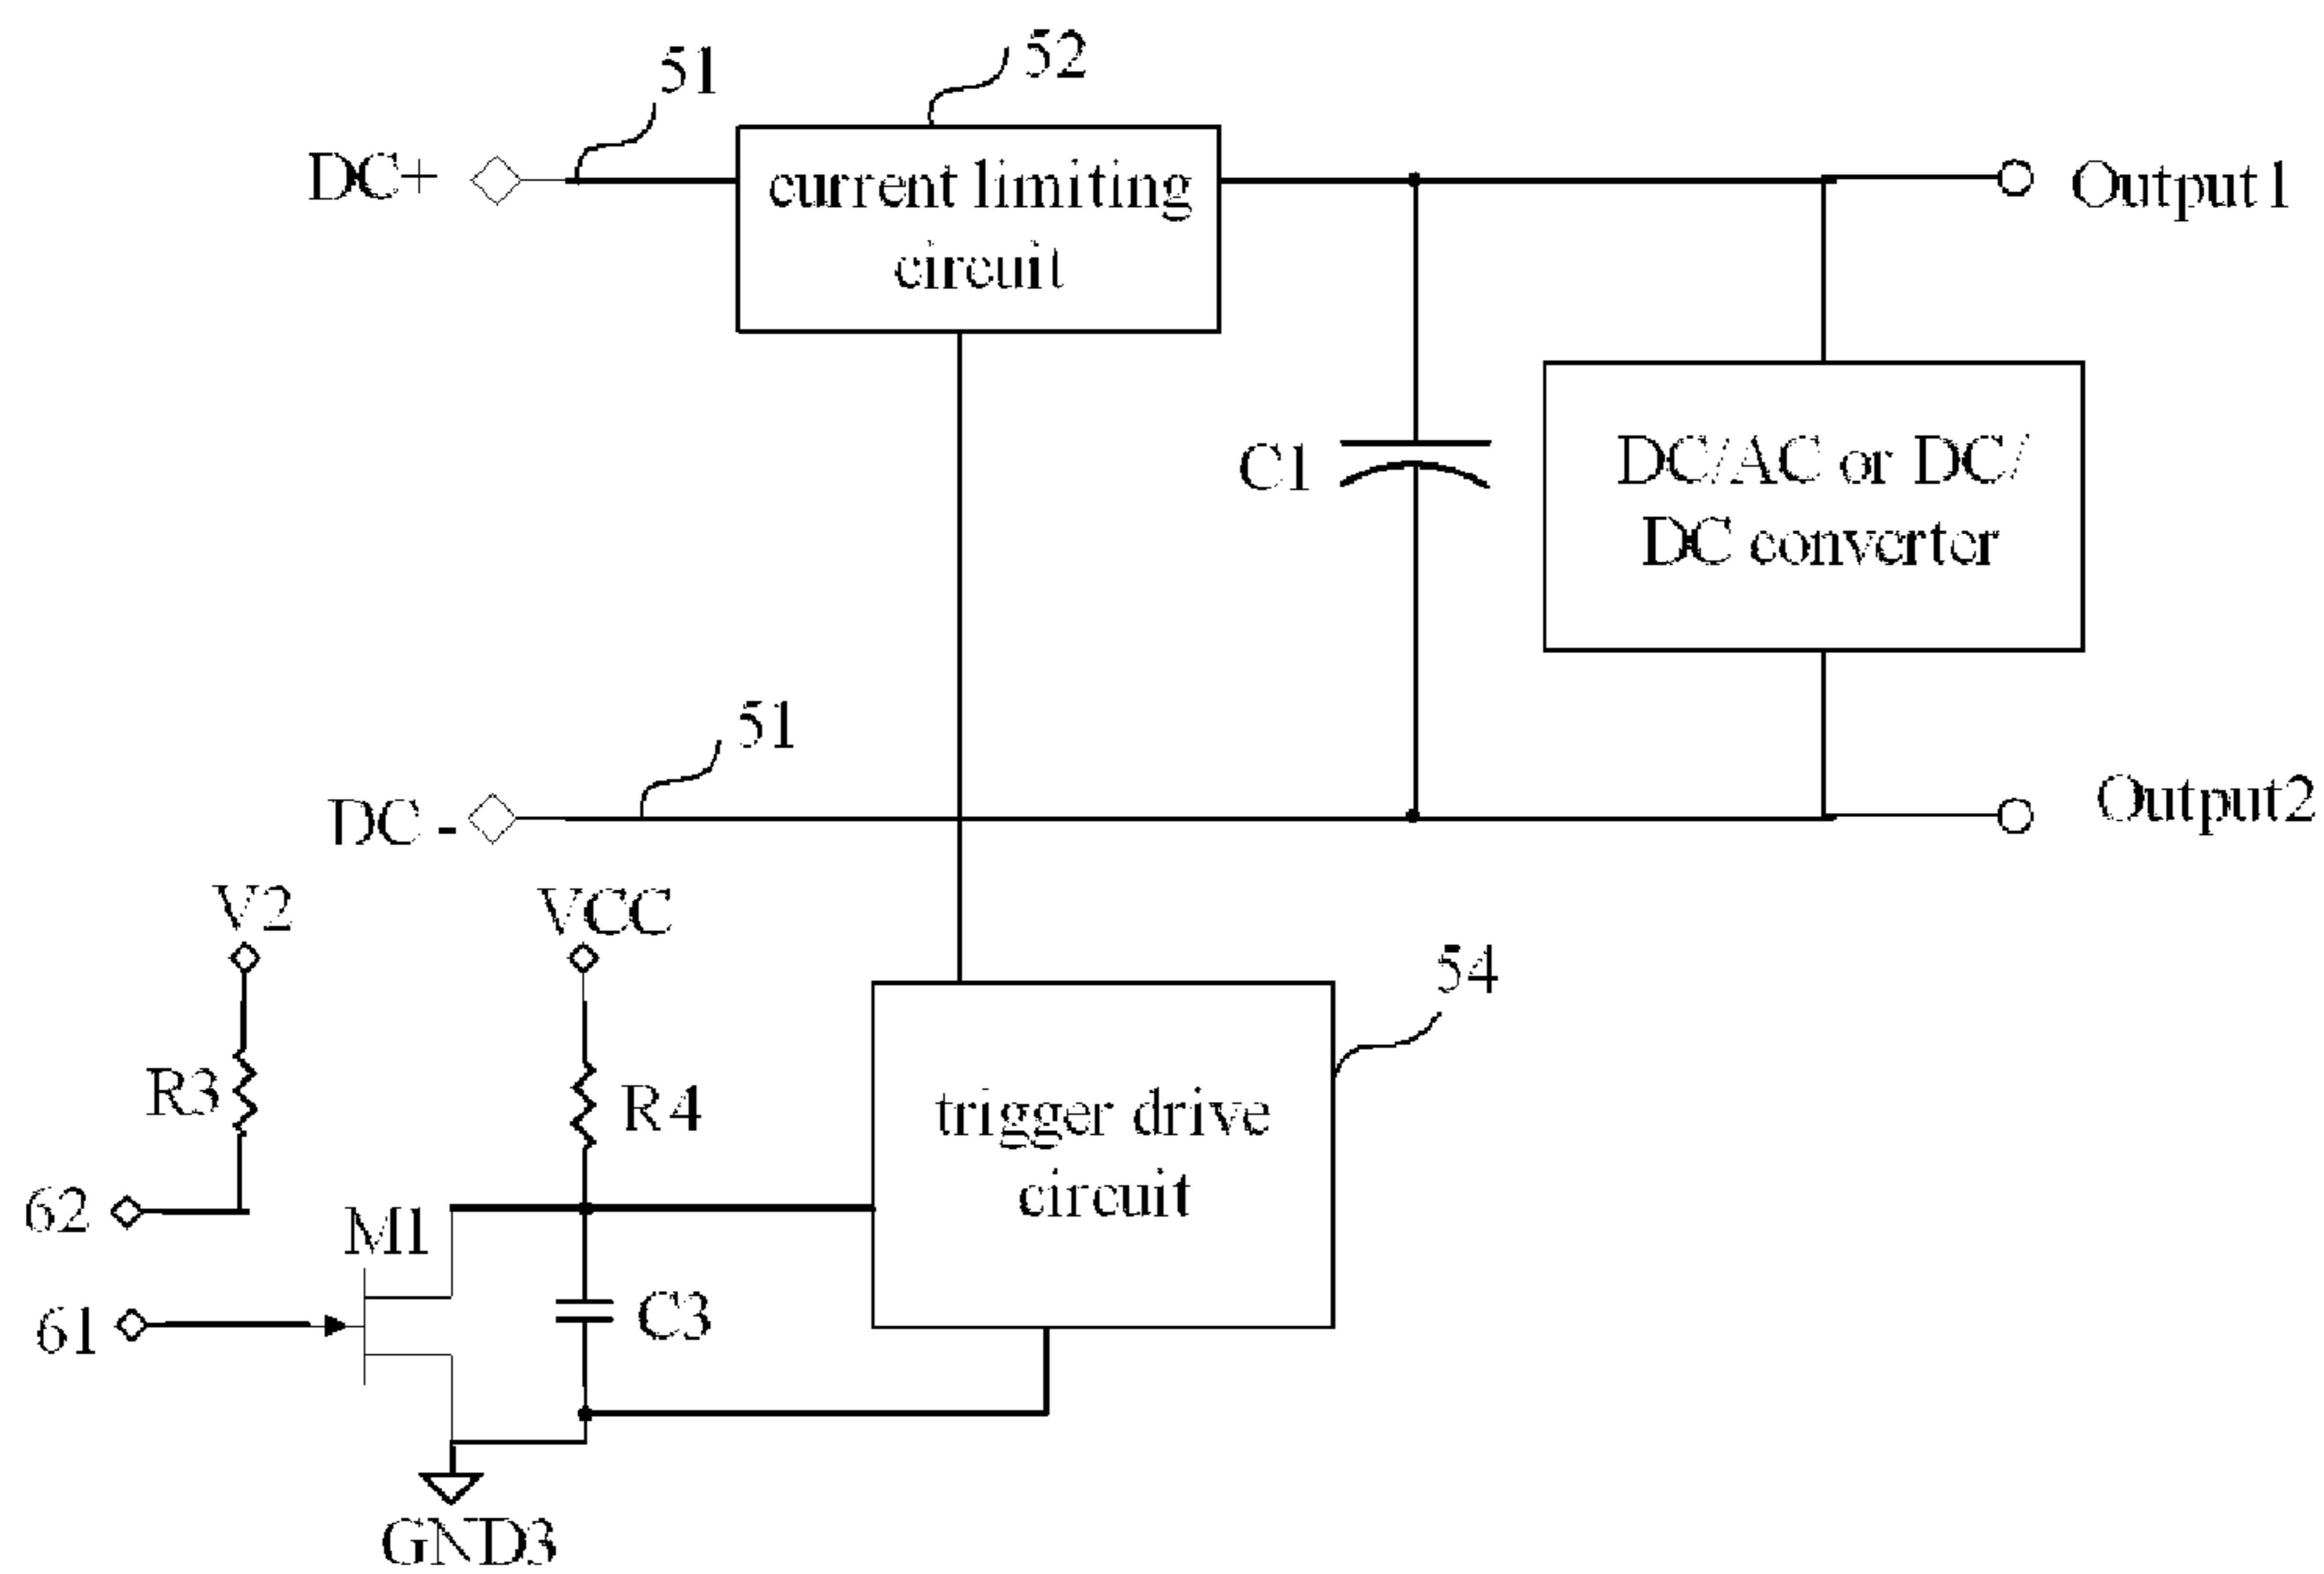 51
52
DC+
current limiting
circuit
Output1
C1
DC/AC or DC/
DC converter
51
DC -
Output2
V2
VCC
54
R3
R4
trigger drive
circuit
62
M1
61
C3
GND3